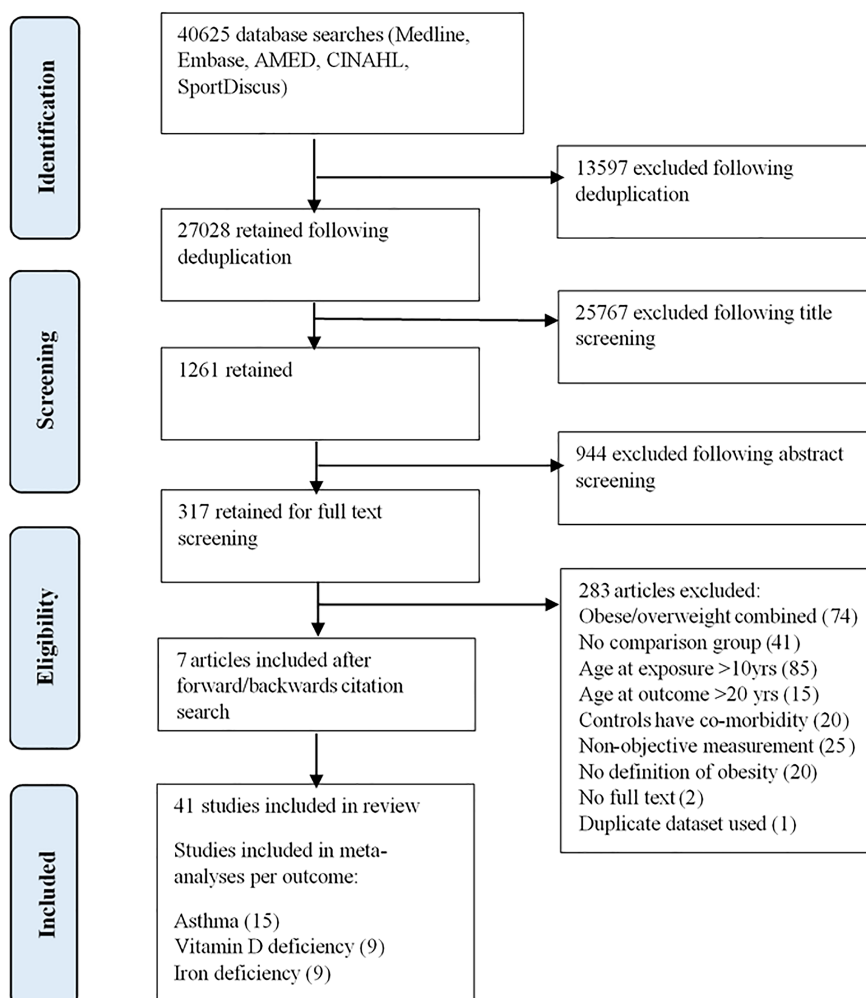 Identification
40625 database searches (Medline,
Embase, AMED, CINAHL,
SportDiscus)
13597 excluded following
deduplication
27028 retained following
deduplication
Screening
25767 excluded following title
screening
1261 retained
944 excluded following abstract
screening
317 retained for full text
screening
Eligibility
283 articles excluded:
Obese/overweight combined (74)
No comparison group (41)
Age at exposure >10yrs (85)
Age at outcome >20 yrs (15)
Controls have co-morbidity (20)
Non-objective measurement (25)
No definition of obesity (20)
No full text (2)
Duplicate dataset used (1)
7 articles included after
forward/backwards citation
search
Included
41 studies included in review
Studies included in meta-
analyses per outcome:
Asthma (15)
Vitamin D deficiency (9)
Iron deficiency (9)